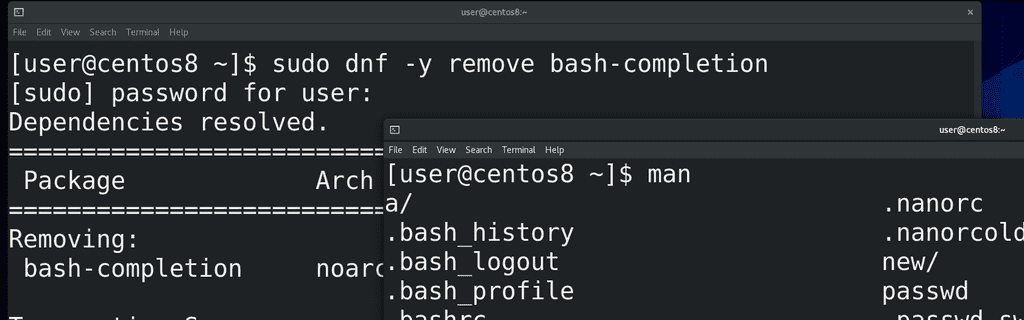 user@centos8:~
×
File Edit View Search Terminal Help
[user@centos8 ~]$ sudo dnf -y remove bash-completion
[sudo] password for user:
Dependencies resolved.
================================
Package Arch
================================
Removing:
bash-completion noarc
user@centos8:~
File Edit View Search Terminal Help
[user@centos8 ~]$ man
a/ .nanorc
.bash_history .nanorcold
.bash_logout new/
.bash_profile passwd